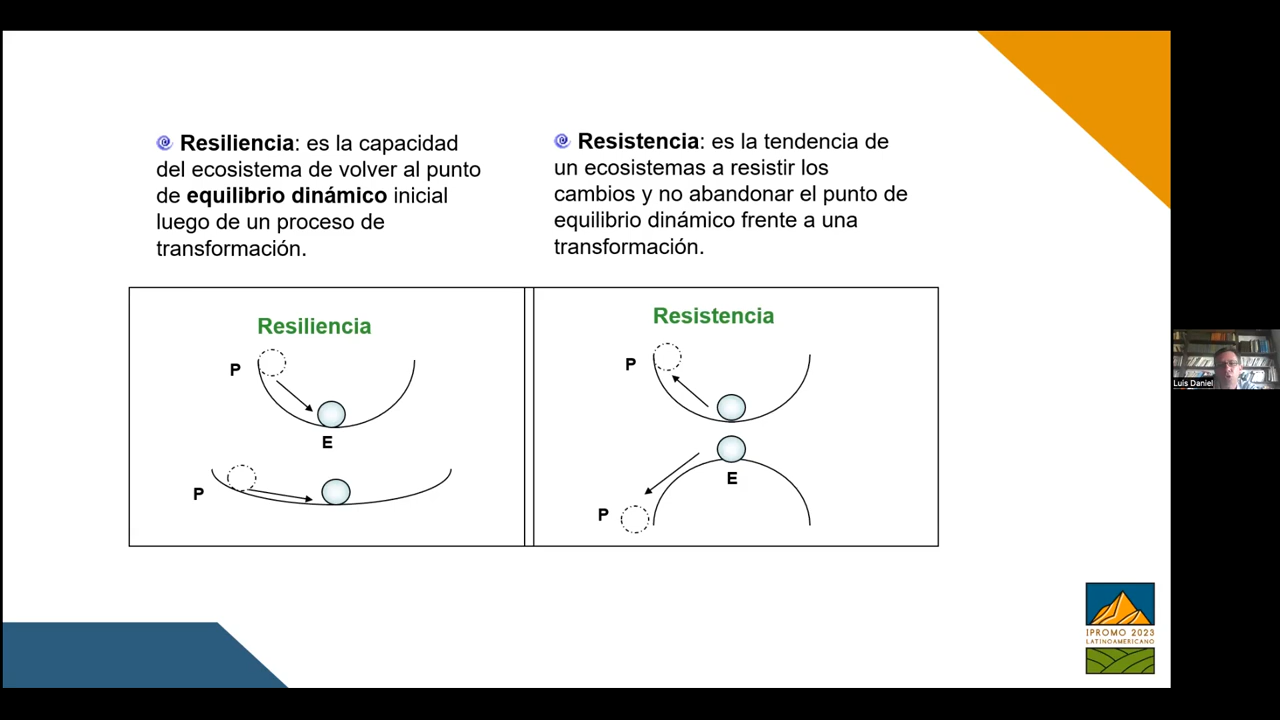 Resiliencia: es la capacidad
del ecosistema de volver al punto
de equilibrio dinámico inicial
luego de un proceso de
transformación.
Resistencia: es la tendencia de
un ecosistemas a resistir los
cambios y no abandonar el punto de
equilibrio dinámico frente a una
transformación.
Resiliencia
P
E
P
Resistencia
P
E
P
Luis Daniel
IPROMO 2023
LATINOAMERICANO